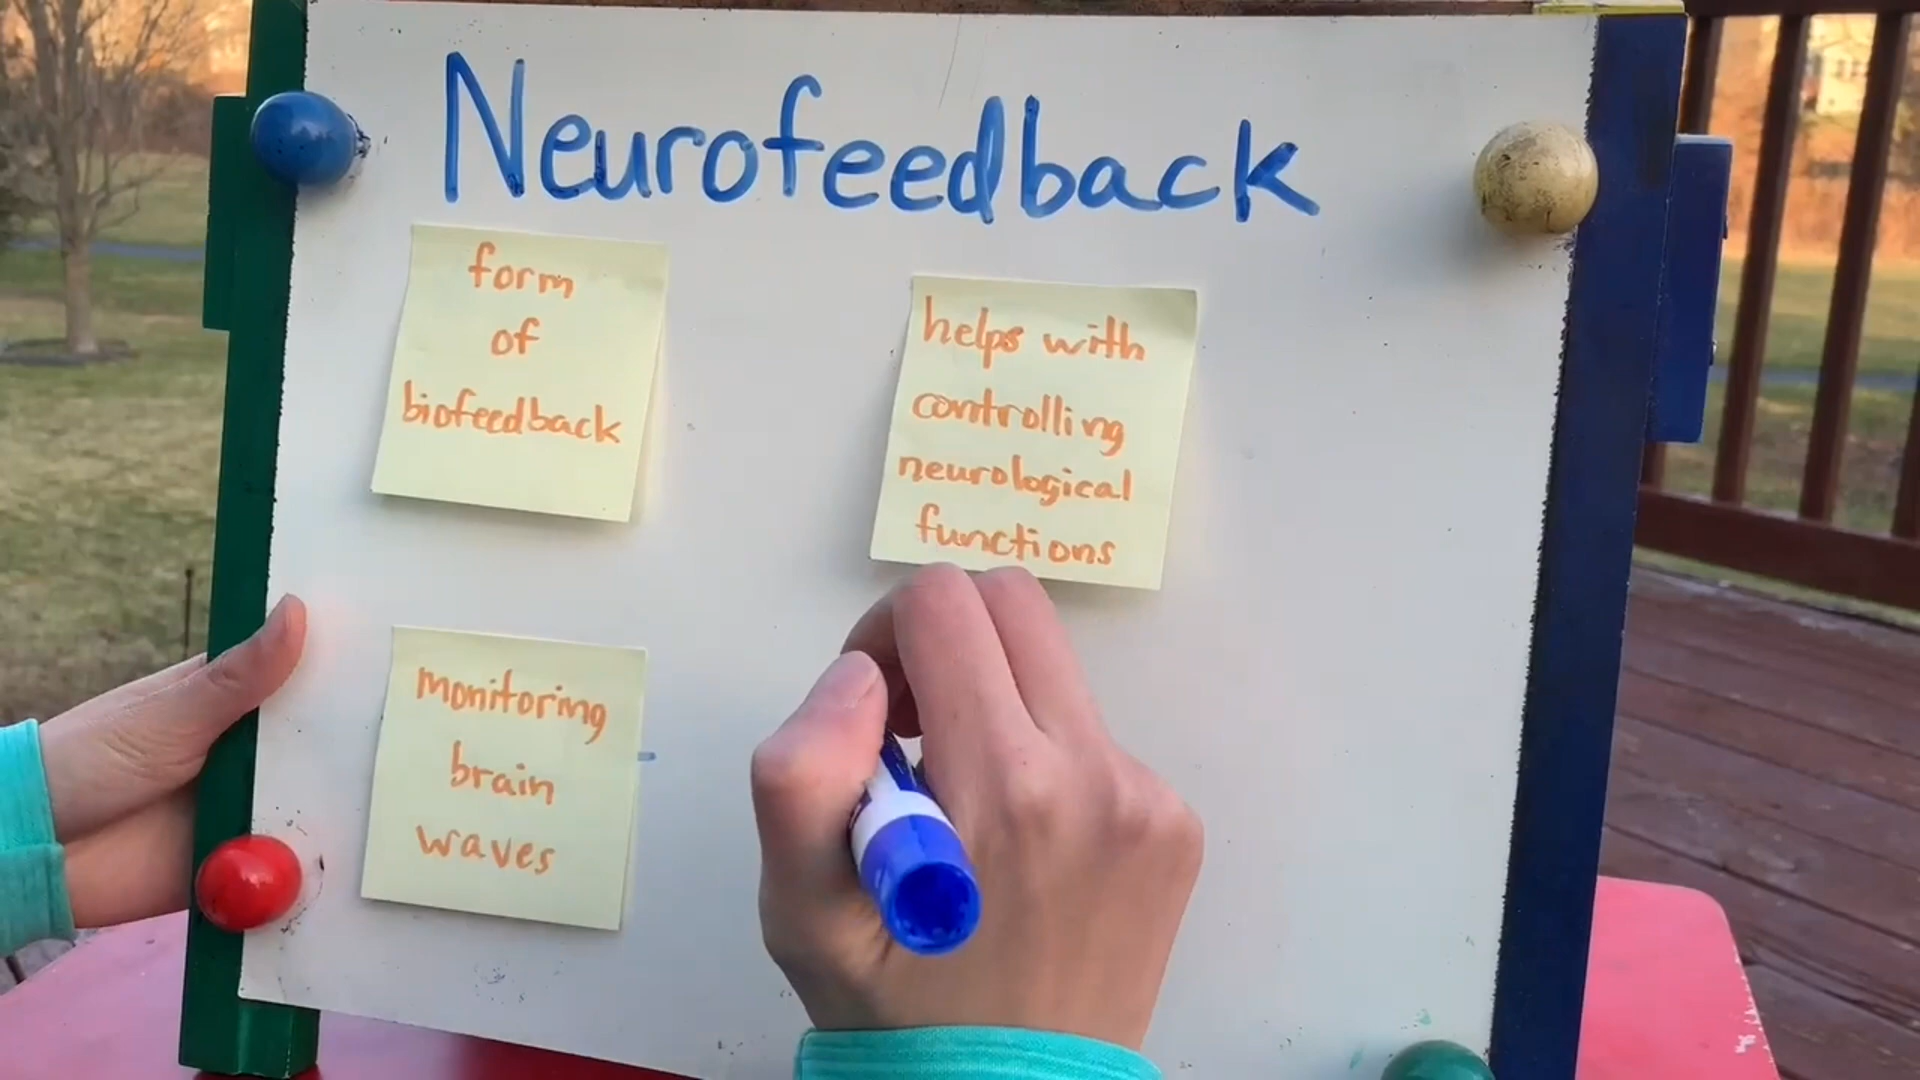 Neurofeedback
form
of
biofeedback
helps with
controlling
neurological
functions
monitoring
brain
waves